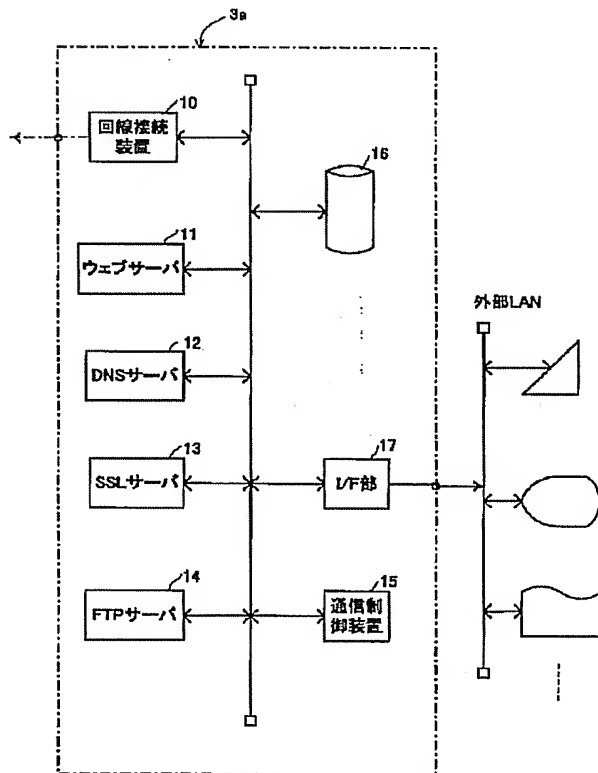 3a
10
回線接続
装置
16
11
ウェブサーバ
外部LAN
12
DNSサーバ
13
SSLサーバ
17
I/F部
14
FTPサーバ
15
通信制
御装置